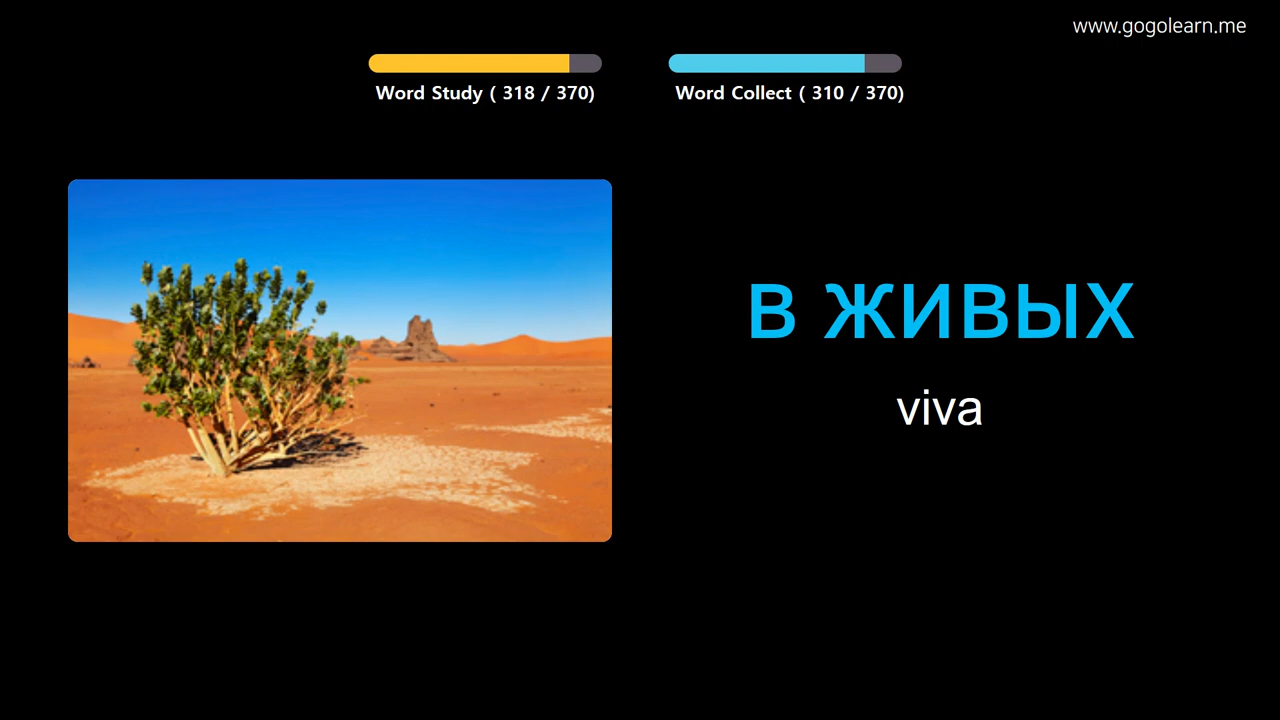 www.gogolearn.me
Word Study ( 318 / 370)
Word Collect ( 310 / 370)
в живых
viva